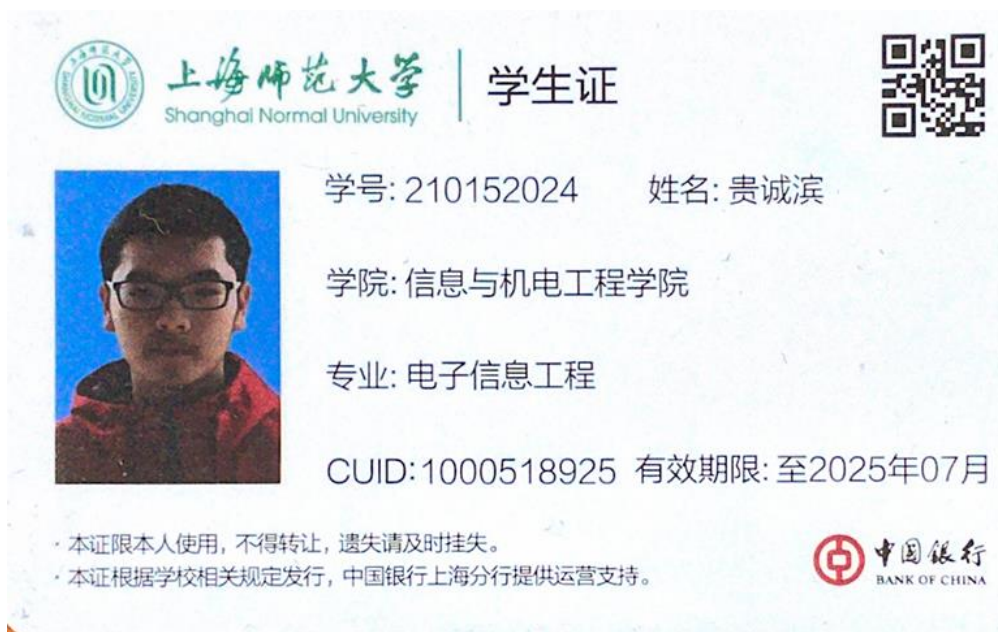 上海师范大学 学生证
Shanghai Normal University
学号: 210152024 姓名: 贵诚滨
学院: 信息与机电工程学院
专业: 电子信息工程
CUID:1000518925 有效期限: 至2025年07月
· 本证限本人使用, 不得转让, 遗失请及时挂失。
· 本证根据学校相关规定发行, 中国银行上海分行提供运营支持。
中国银行
BANK OF CHINA